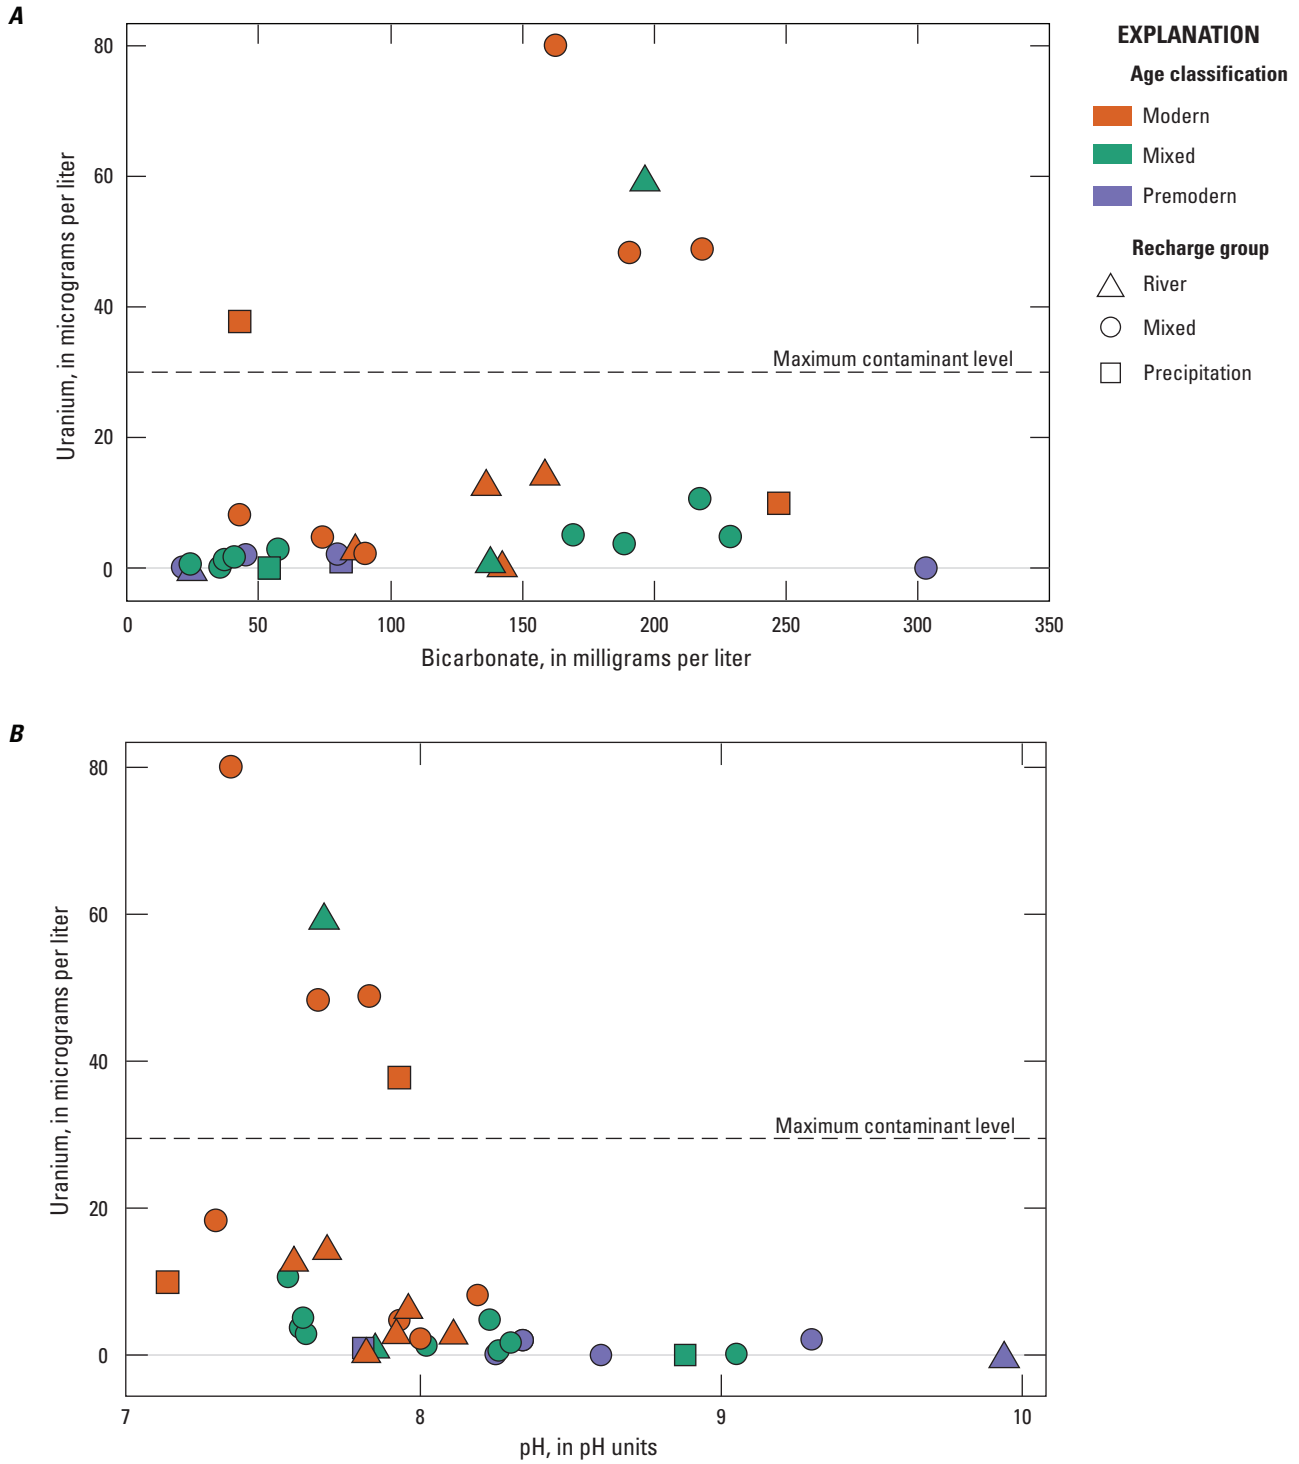 A
80
60
40
20
0
Uranium, in micrograms per liter
Maximum contaminant level
0 50 100 150 200 250 300 350
Bicarbonate, in milligrams per liter
EXPLANATION
Age classification
Modern
Mixed
Premodern
Recharge group
River
Mixed
Precipitation
B
80
60
40
20
0
Uranium, in micrograms per liter
Maximum contaminant level
7 8 9 10
pH, in pH units